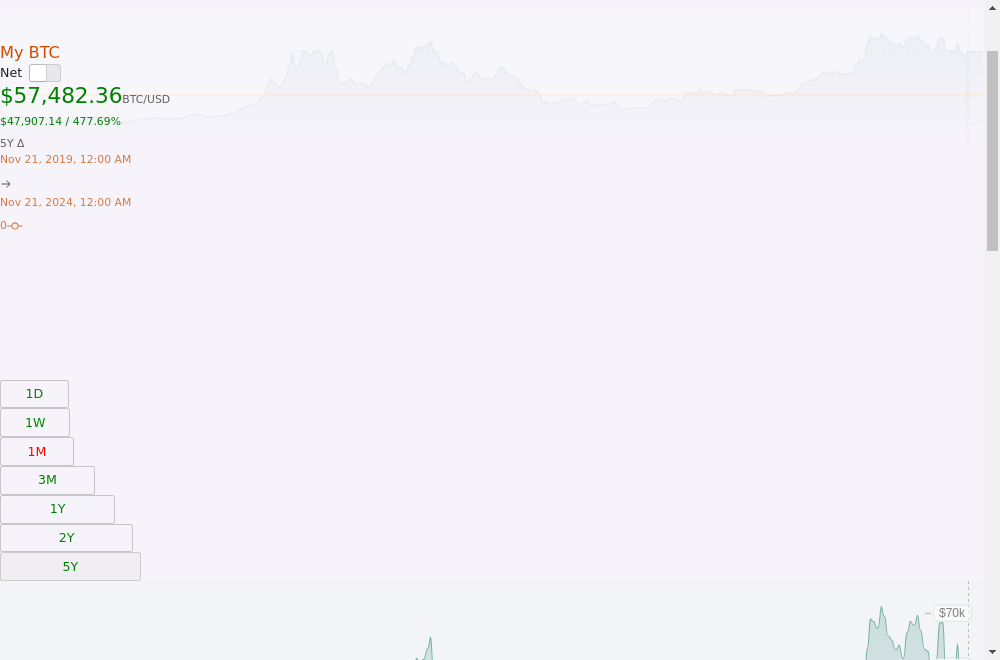 My BTC
Net
$57,482.36BTC/USD
$47,907.14 / 477.69%
5Y Δ
Nov 21, 2019, 12:00 AM
→
Nov 21, 2024, 12:00 AM
0
1D
1W
1M
3M
1Y
2Y
5Y
$70k